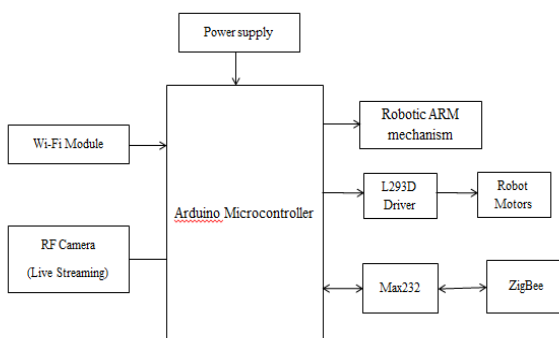 Power supply
Robotic ARM
mechanism
Wi-Fi Module
L293D
Driver
Robot
Motors
Arduino Microcontroller
RF Camera
(Live Streaming)
Max232
ZigBee